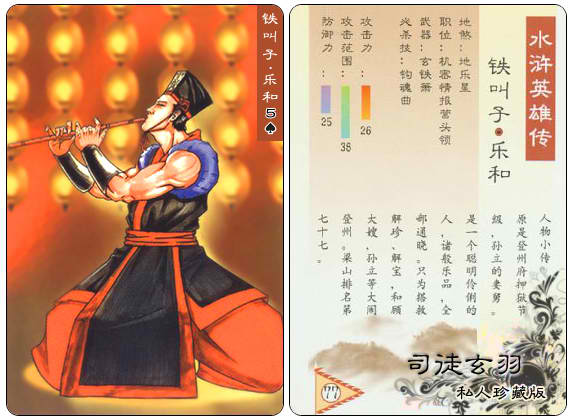 铁叫子·乐和
5
水浒英雄传
铁叫子·乐和
地煞：地乐星
职位：机密情报营头领
武器：玄铁箫
必杀技：钩魂曲
攻击力：
26
攻击范围：
36
防御力：
25
人物小传
原是登州府押狱节
级，孙立的妻舅。
是一个聪明伶俐的
人，诸般乐品，全
都通晓。只为搭救
解珍、解宝，和顾
大嫂，孙立等大闹
登州。梁山排名第
七十七。
77
司徒玄羽
私人珍藏版